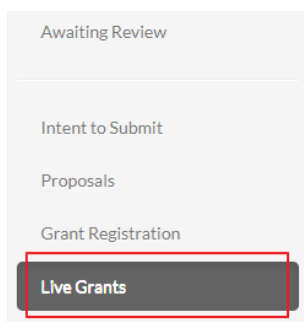 Awaiting Review
Intent to Submit
Proposals
Grant Registration
Live Grants